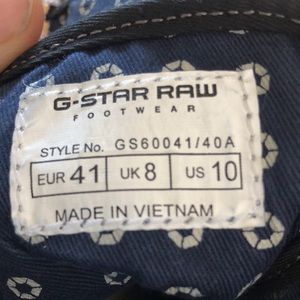 G-STAR RAW
FOOTWEAR
STYLE No. GS60041/40A
EUR 41 UK 8 US 10
MADE IN VIETNAM